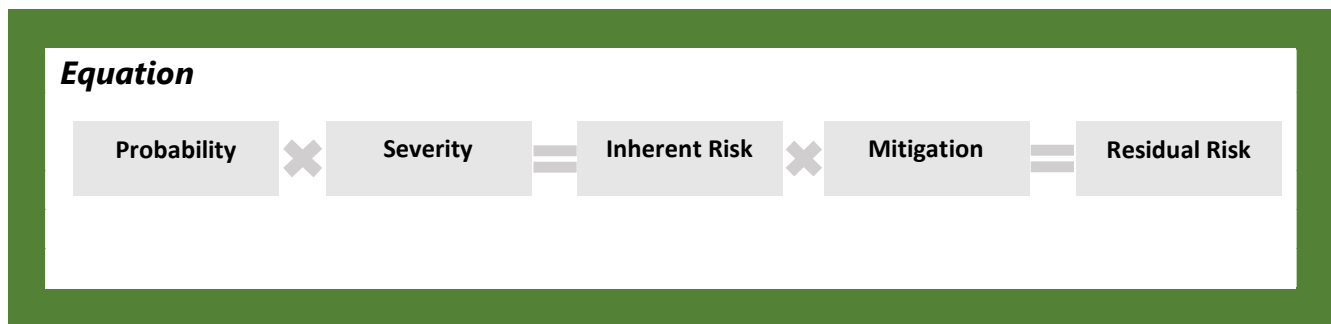 Equation
Probability ✖ Severity = Inherent Risk ✖ Mitigation = Residual Risk